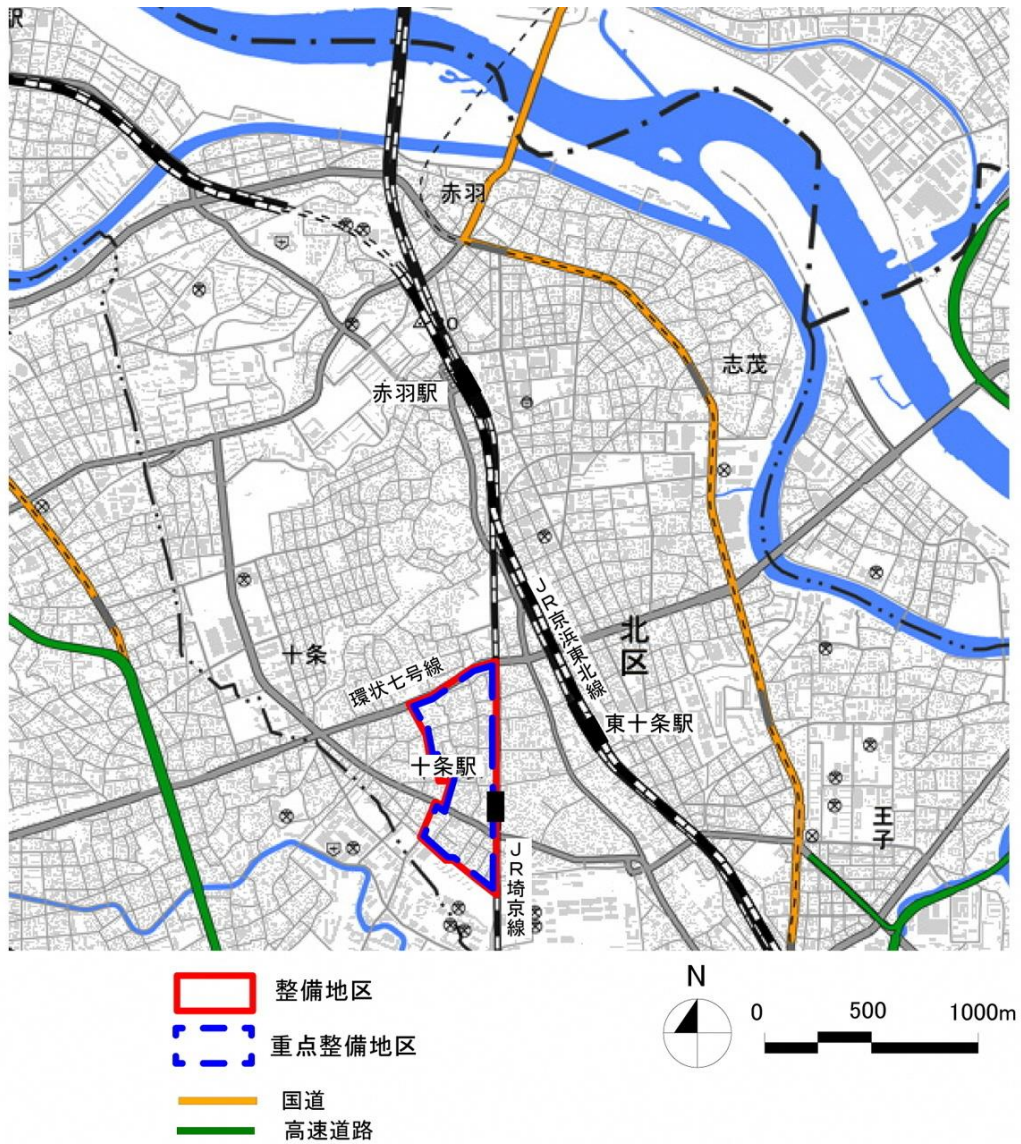 駅
赤羽
志茂
赤羽駅
JR京浜東北線
北区
十条
環状七号線
東十条駅
十条駅
王子
JR埼京線
整備地区
重点整備地区
国道
高速道路
N
0 500 1000m